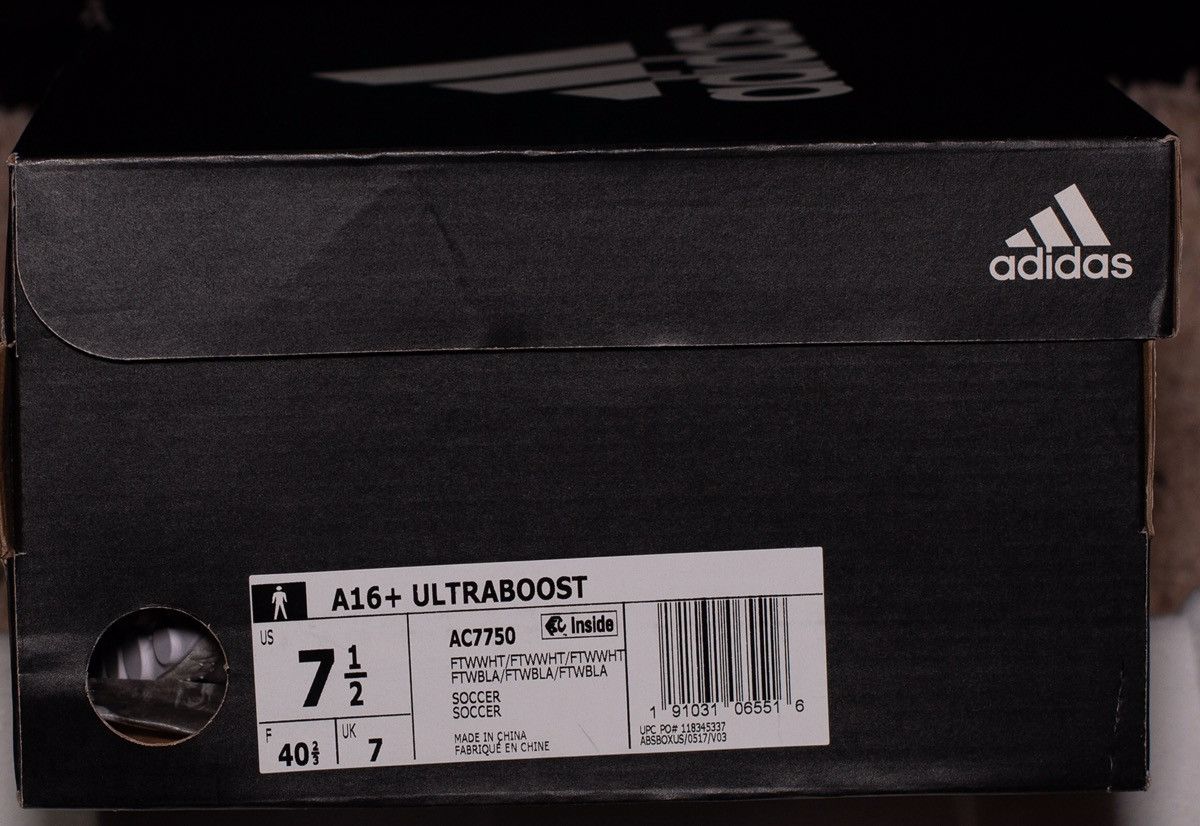 adidas
adidas
A16+ ULTRABOOST
US
7 1/2
F
40 2/3
UK
7
AC7750
Inside
FTWWHT/FTWWHT/FTWWHT
FTWBLA/FTWBLA/FTWBLA
SOCCER
SOCCER
MADE IN CHINA
FABRIQUÉ EN CHINE
1 91031 06551 6
UPC PO# 118345337
ABSBOXUS/0517/V03